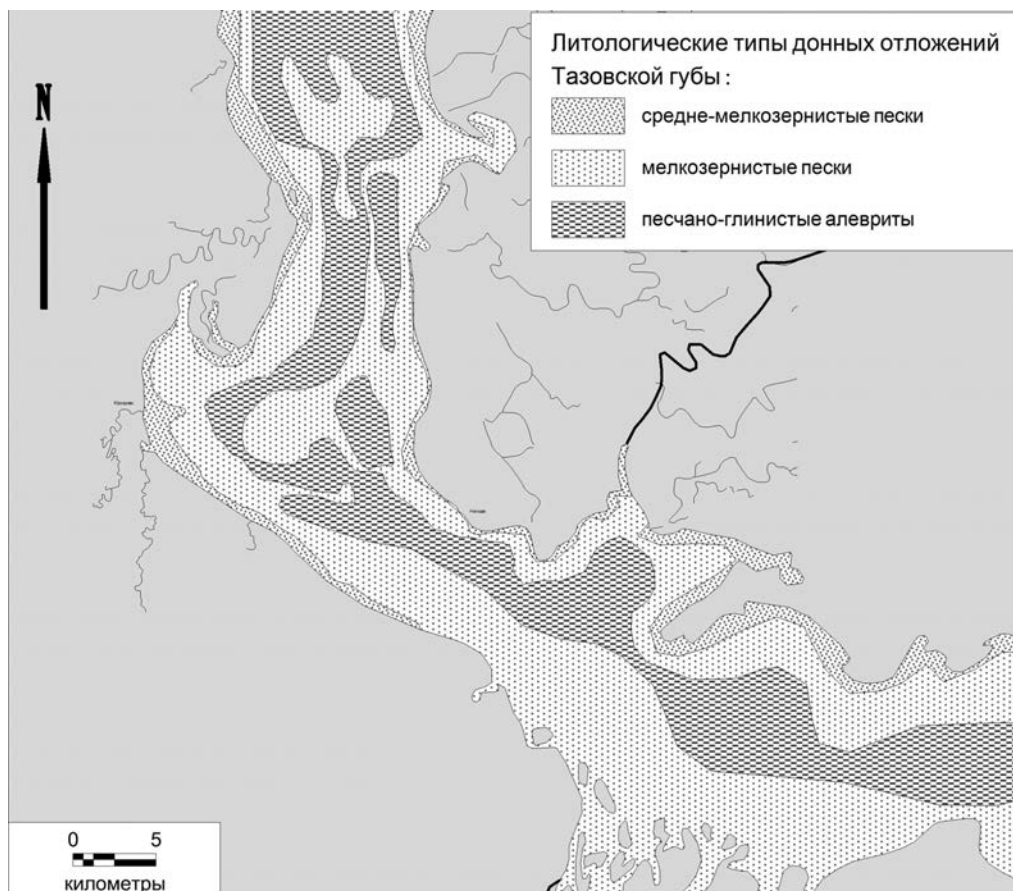 Литологические типы донных отложений
Тазовской губы :
средне-мелкозернистые пески
мелкозернистые пески
песчано-глинистые алевриты
N
0 5
километры